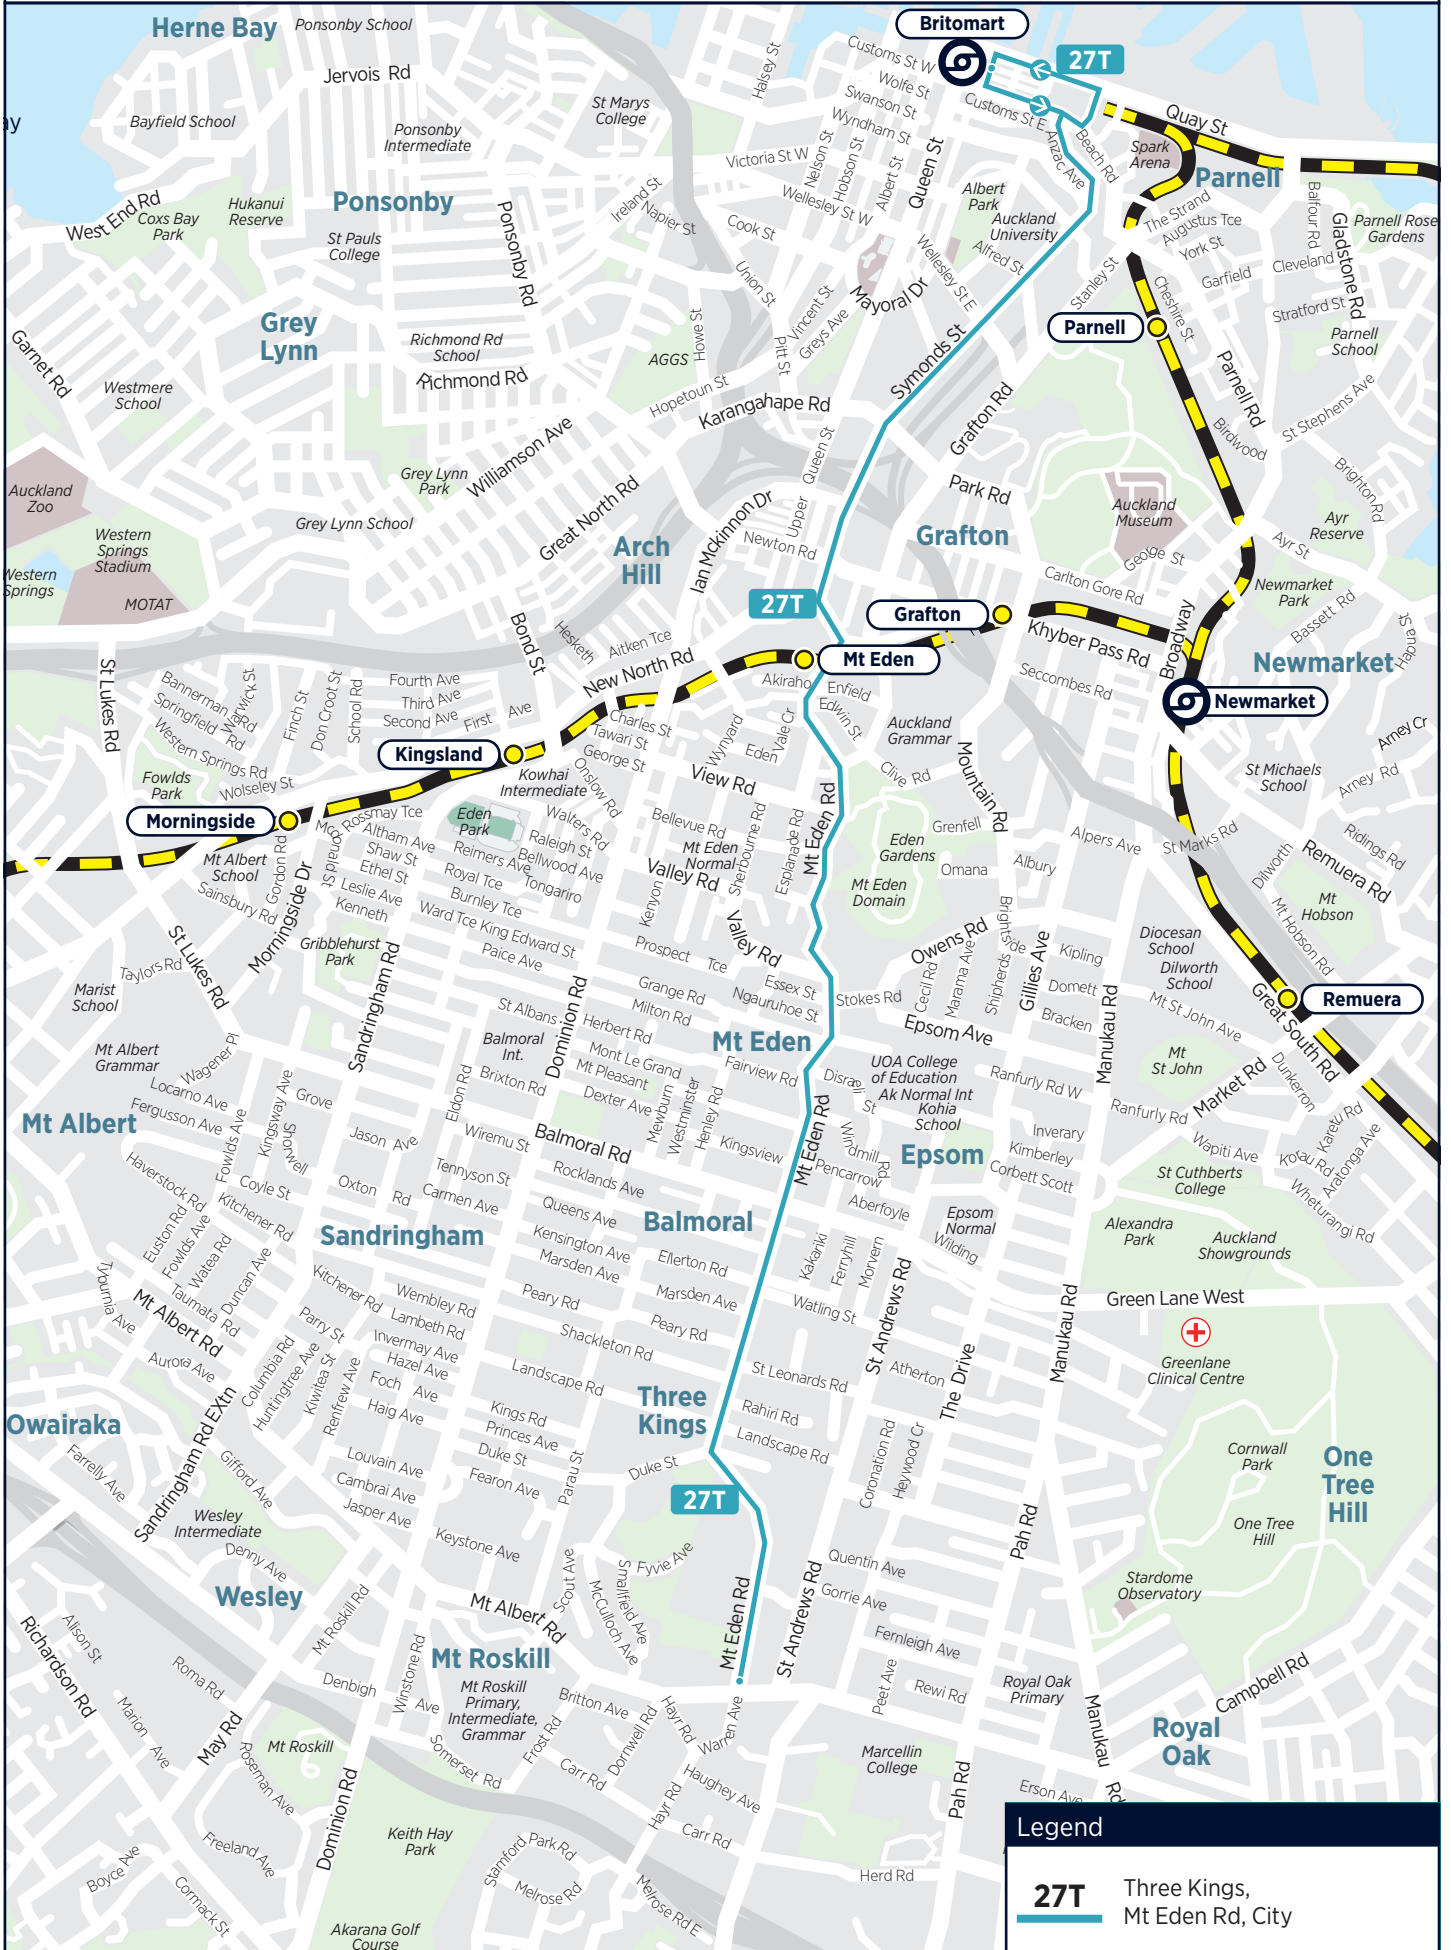 Herne Bay
Ponsonby School
Britomart
27T
Jervois Rd
Halsey St
Customs St W
Wolfe St
Swanson St
Wyndham St
Customs St E
Quay St
St Marys
College
Bayfield School
Ponsonby
Intermediate
ay
Victoria St W
Nelson St
Hobson St
Albert St
Queen St
Anzac Ave
Beach Rd
Spark
Arena
Parnell
West End Rd
Coxs Bay
Park
Hukanui
Reserve
Ponsonby
St Pauls
College
Ponsonby Rd
Ireland St
Napier St
Wellesley St W
Cook St
Albert
Park
Auckland
University
Alfred St
Wellesley St E
The Strand
Augustus Tce
York St
Garfield
Cleveland
Balfour Rd
Gladstone Rd
Parnell Rose
Gardens
Stratford St
Parnell
School
Stanley St
Cheshire St
Parnell
Union St
Vincent St
Greys Ave
Mayoral Dr
Pitt St
Howe St
Grey
Lynn
Richmond Rd
School
Richmond Rd
AGGS
Hopetoun St
Karangahape Rd
Symonds St
Grafton Rd
Parnell Rd
Birdwood
St Stephens Ave
Brighton Rd
Garnet Rd
Westmere
School
Williamson Ave
Grey Lynn
Park
Grey Lynn School
Great North Rd
Ian Mckinnon Dr
Upper Queen St
Newton Rd
Park Rd
Grafton
Auckland
Museum
Ayr
Reserve
Ayr St
George St
Carlton Gore Rd
Newmarket
Park
Bassett Rd
Auckland
Zoo
Western
Springs
Stadium
Western
Springs
MOTAT
Arch
Hill
27T
Grafton
Khyber Pass Rd
Broadway
Newmarket
Hapua St
Newmarket
Mt Eden
Bond St
Hesketh
Aitken Tce
New North Rd
Akiraho
Enfield
Edwin St
Seccombes Rd
St Lukes Rd
Bannerman Rd
Warwick St
Springfield Rd
Western Springs Rd
Finch St
Don Croot St
School Rd
Fourth Ave
Third Ave
Second Ave
First Ave
Charles St
Tawari St
George St
Wynyard
Eden
Vale Cr
Auckland
Grammar
Clive Rd
Mountain Rd
Arney Cr
Arney Rd
St Michaels
School
Kingsland
Fowlds
Park
Wolseley St
Morningside
Kowhai
Intermediate
Onslow Rd
View Rd
Eden
Park
Walters Rd
Raleigh St
Bellwood Ave
Tongariro
Bellevue Rd
Mt Eden
Normal
Valley Rd
Sherbourne Rd
Esplanade Rd
Mt Eden Rd
Eden
Gardens
Mt Eden
Domain
Grenfell
Omana
Albury
Alpers Ave
St Marks Rd
Dilworth
Remuera Rd
Ridings Rd
Mt
Hobson
Mt Hobson Rd
Rossmay Tce
Altham Ave
Shaw St
Ethel St
Leslie Ave
Kenneth
Reimers Ave
Royal Tce
Burnley Tce
Ward Tce
King Edward St
Paice Ave
Mt Albert
School
Gordon Rd
Sainsbury Rd
Morningside Dr
Gribblehurst
Park
Sandringham Rd
Kenyon
Valley Rd
Prospect Tce
Essex St
Ngauruhoe St
Grange Rd
Milton Rd
Stokes Rd
Owens Rd
Cecil Rd
Marama Ave
Shipherds
Brightside
Gillies Ave
Kipling
Domett
Bracken
Epsom Ave
Manukau Rd
Diocesan
School
Dilworth
School
Mt St John Ave
Great South Rd
Remuera
Taylors Rd
Marist
School
St Lukes Rd
St Albans
Dominion Rd
Balmoral
Int.
Herbert Rd
Mont Le Grand
Mt Pleasant
Dexter Ave
Brixton Rd
Eldon Rd
Mt Eden
Fairview Rd
Mewburn
Westminster
Henley Rd
Disraeli
St
UOA College
of Education
Ak Normal Int
Kohia
School
Ranfurly Rd W
Mt
St John
Market Rd
Ranfurly Rd
Dunkerron
Karetu Rd
Korau Rd
Aratonga Ave
Wapiti Ave
Wheturangi Rd
Mt Albert
Grammar
Wagener Pl
Locarno Ave
Fergusson Ave
Mt Albert
Fowlds Ave
Kingsway Ave
Grove
Jason Ave
Wiremu St
Balmoral Rd
Kingsview
Mt Eden Rd
Windmill Rd
Pencarrow
Epsom
Inverary
Kimberley
Corbett Scott
St Cuthberts
College
Haverstock Rd
Euston Rd
Fowlds Ave
Coyle St
Kitchener Rd
Oxton Rd
Tennyson St
Carmen Ave
Rocklands Ave
Queens Ave
Kensington Ave
Marsden Ave
Sandringham
Balmoral
Ellerton Rd
Marsden Ave
Aberfoyle
Epsom
Normal
Wilding
Kakariki
Ferryhill
Morvern
Alexandra
Park
Auckland
Showgrounds
Green Lane West
Tyburnia Ave
Watea Rd
Taumata Rd
Duncan Ave
Mt Albert Rd
Kitchener Rd
Wembley Rd
Lambeth Rd
Invermay Ave
Hazel Ave
Foch Ave
Haig Ave
Parry St
Columbia Rd
Huntingtree Ave
Kiwitea St
Renfrew Ave
Peary Rd
Peary Rd
Shackleton Rd
Landscape Rd
Watling St
St Andrews Rd
St Leonards Rd
Atherton
The Drive
Manukau Rd
Greenlane
Clinical Centre
Aurora Ave
Owairaka
Farrelly Ave
Sandringham Rd EXtn
Gifford Ave
Louvain Ave
Cambrai Ave
Jasper Ave
Kings Rd
Princes Ave
Duke St
Fearon Ave
Parau St
Three
Kings
Duke St
Rahiri Rd
Landscape Rd
Coronation Rd
Heywood Cr
Cornwall
Park
One
Tree
Hill
One Tree
Hill
27T
Wesley
Intermediate
Denny Ave
Wesley
Keystone Ave
Scout Ave
McCulloch Ave
Smallfield Ave
Fyvie Ave
Quentin Ave
Gorrie Ave
Pah Rd
Stardome
Observatory
Mt Roskill Rd
Mt Albert Rd
Mt Eden Rd
St Andrews Rd
Fernleigh Ave
Peet Ave
Rewi Rd
Royal Oak
Primary
Campbell Rd
Royal
Oak
Richardson Rd
Alison St
Roma Rd
Marion Ave
May Rd
Denbigh Ave
Winstone Rd
Mt Roskill
Mt Roskill
Primary,
Intermediate,
Grammar
Britton Ave
Frost Rd
Dornwell Rd
Hayr Rd
Warren Ave
Mt Roskill
Roseman Ave
Somerset Rd
Carr Rd
Haughey Ave
Hayr Rd
Carr Rd
Marcellin
College
Pah Rd
Manukau Rd
Erson Ave
Herd Rd
Freeland Ave
Boyce Ave
Cormack St
Dominion Rd
Keith Hay
Park
Stamford Park Rd
Melrose Rd
Melrose Rd E
Akarana Golf
Course
Legend
27T
Three Kings,
Mt Eden Rd, City